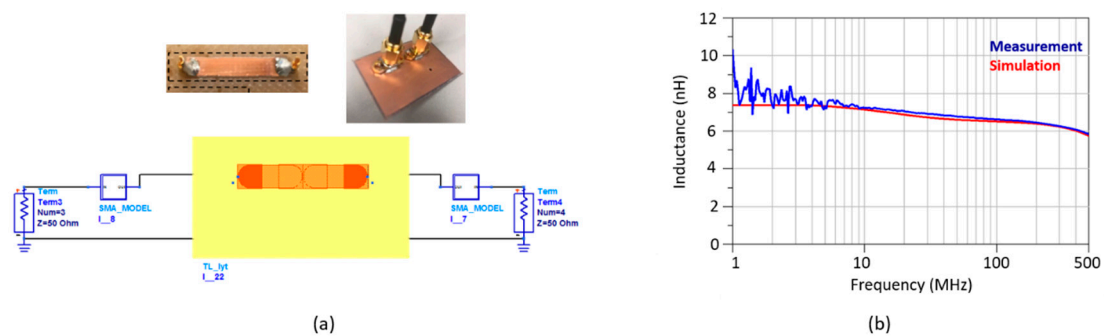 Term
Term3
Num=3
Z=50 Ohm
SMA_MODEL
I__8
TL_lyt
I__22
SMA_MODEL
I__7
Term
Term4
Num=4
Z=50 Ohm
(a)
Inductance (nH)
12
10
8
6
4
2
0
Measurement
Simulation
1
10
100
500
Frequency (MHz)
(b)